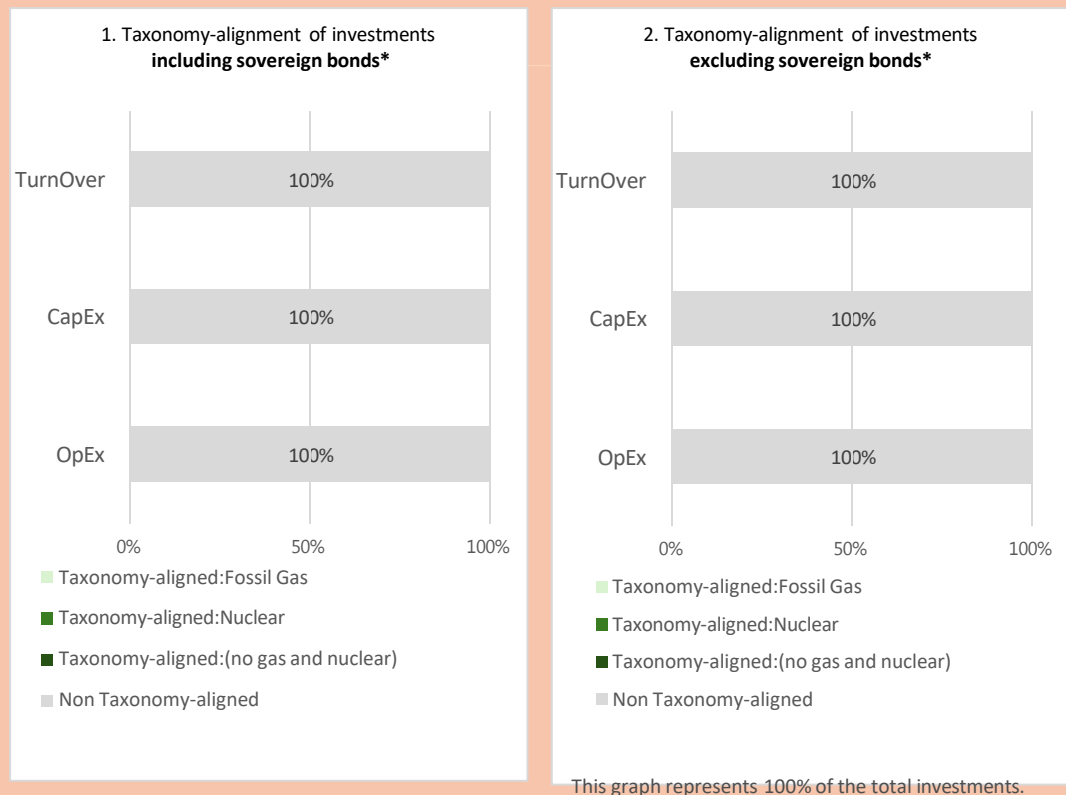 1. Taxonomy-alignment of investments
including sovereign bonds*
TurnOver
100%
CapEx
100%
OpEx
100%
0%
50%
100%
Taxonomy-aligned:Fossil Gas
Taxonomy-aligned:Nuclear
Taxonomy-aligned:(no gas and nuclear)
Non Taxonomy-aligned
2. Taxonomy-alignment of investments
excluding sovereign bonds*
TurnOver
100%
CapEx
100%
OpEx
100%
0%
50%
100%
Taxonomy-aligned:Fossil Gas
Taxonomy-aligned:Nuclear
Taxonomy-aligned:(no gas and nuclear)
Non Taxonomy-aligned
This graph represents 100% of the total investments.